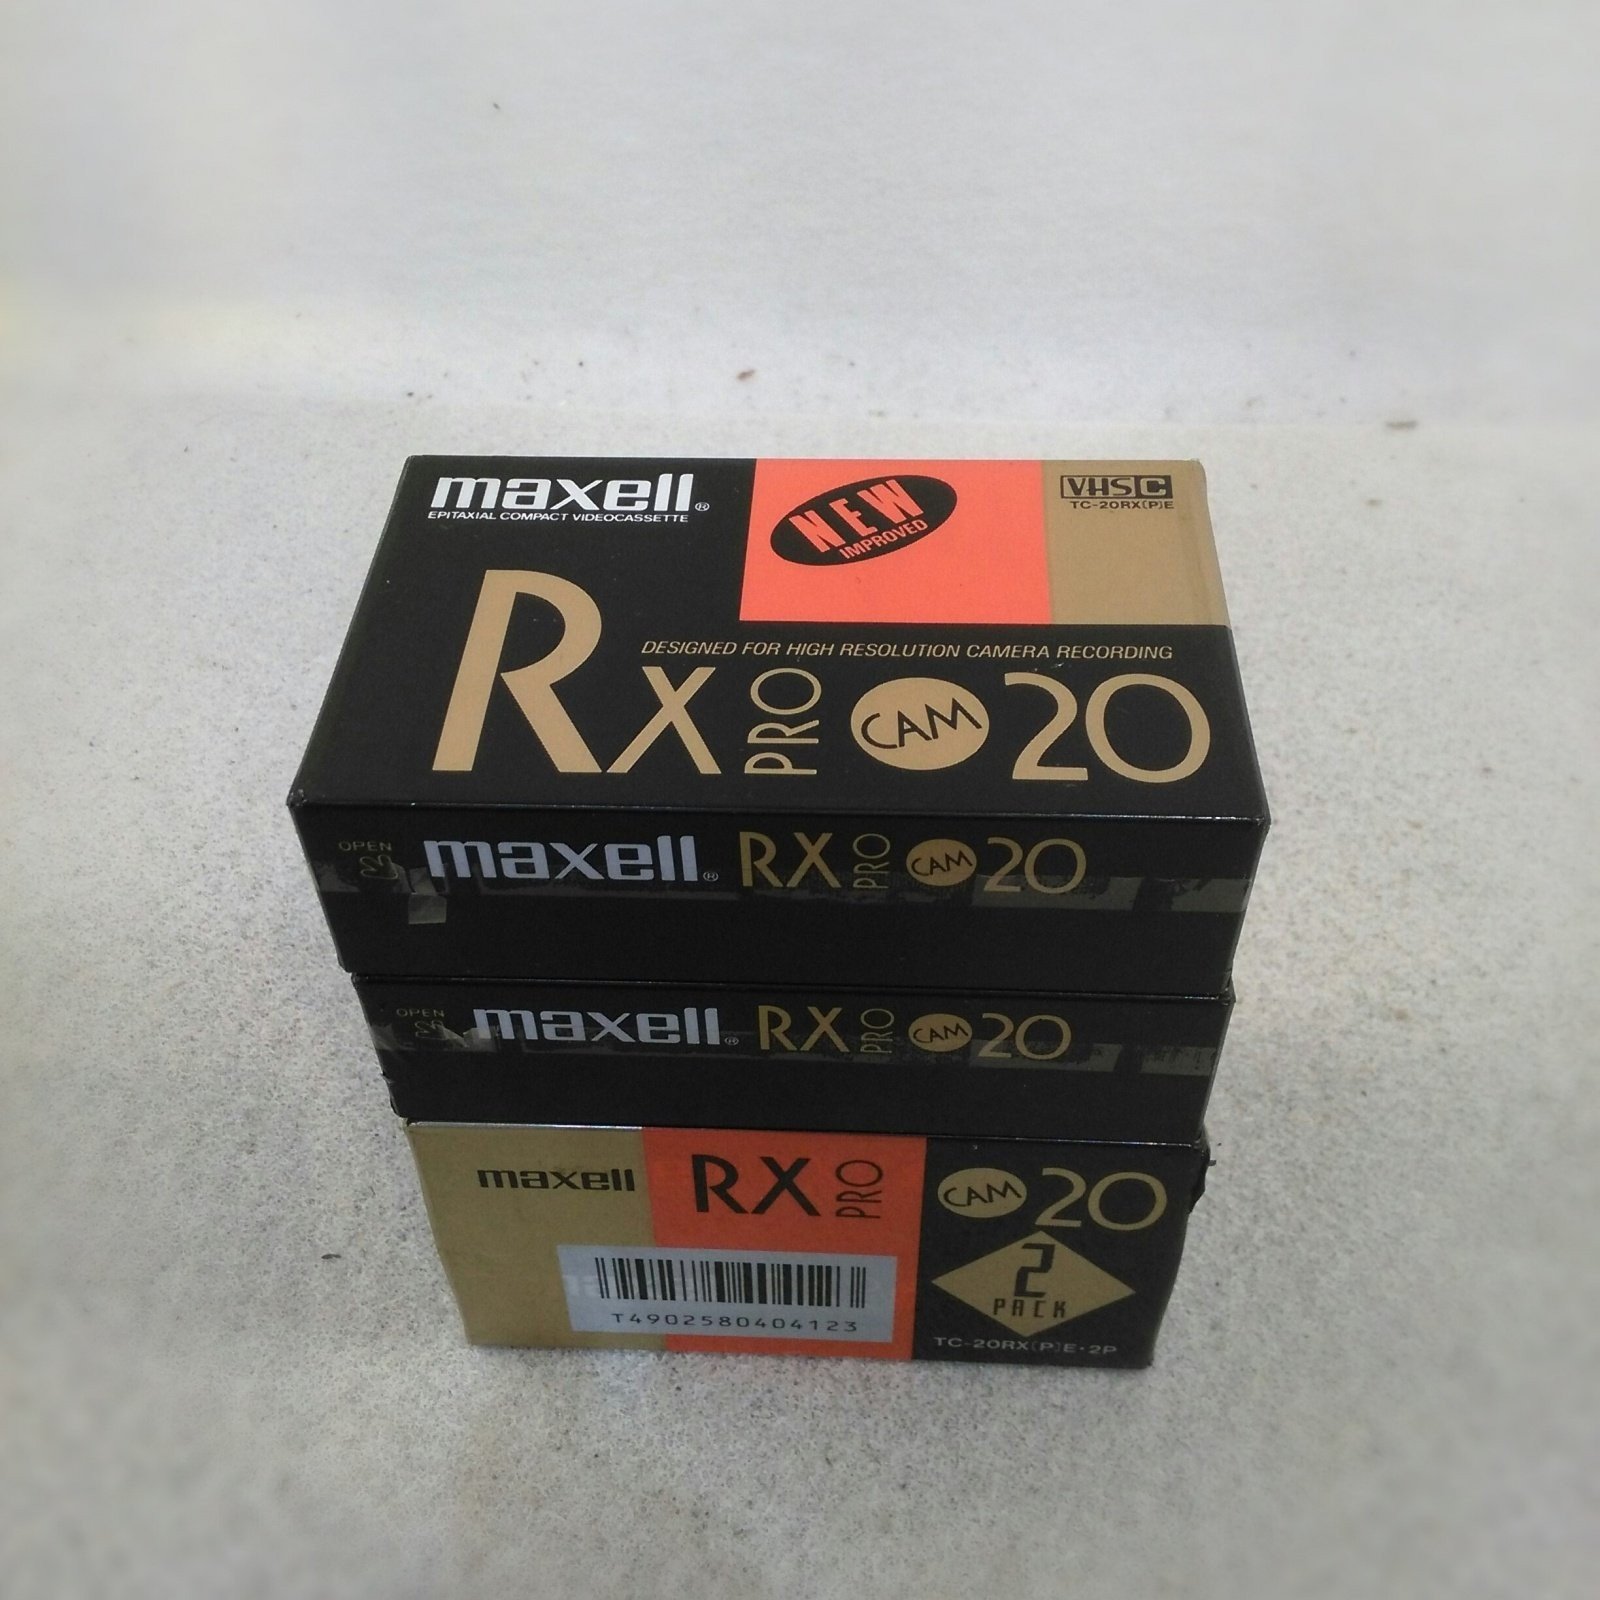 maxell®
EPITAXIAL COMPACT VIDEOCASSETTE
NEW
IMPROVED
VHS C
TC-20RX(P)E
DESIGNED FOR HIGH RESOLUTION CAMERA RECORDING
RX PRO CAM 20
OPEN maxell® RX PRO CAM 20
OPEN maxell® RX PRO CAM 20
maxell RX PRO CAM 20
2
PACK
T4902580404123
TC-20RX(P)E·2P